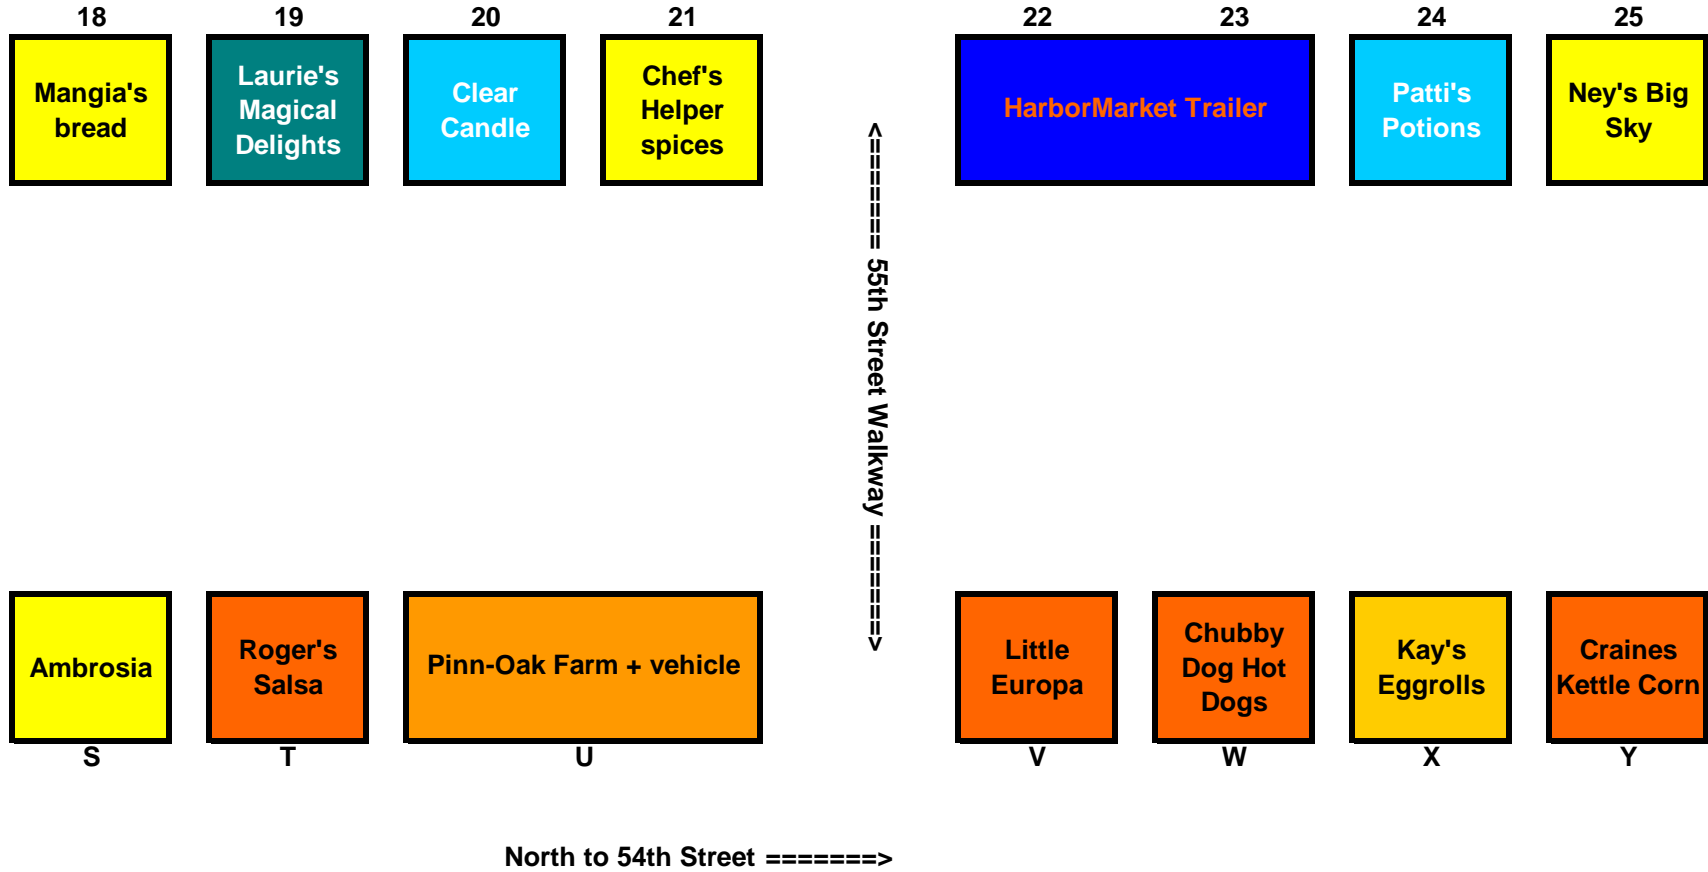 18 19 20 21 22 23 24 25
Mangia's
bread
Laurie's
Magical
Delights
Clear
Candle
Chef's
Helper
spices
HarborMarket Trailer
Patti's
Potions
Ney's Big
Sky
<======= 55th Street Walkway =======>
Ambrosia
Roger's
Salsa
Pinn-Oak Farm + vehicle
Little
Europa
Chubby
Dog Hot
Dogs
Kay's
Eggrolls
Craines
Kettle Corn
S T U V W X Y
North to 54th Street =======>